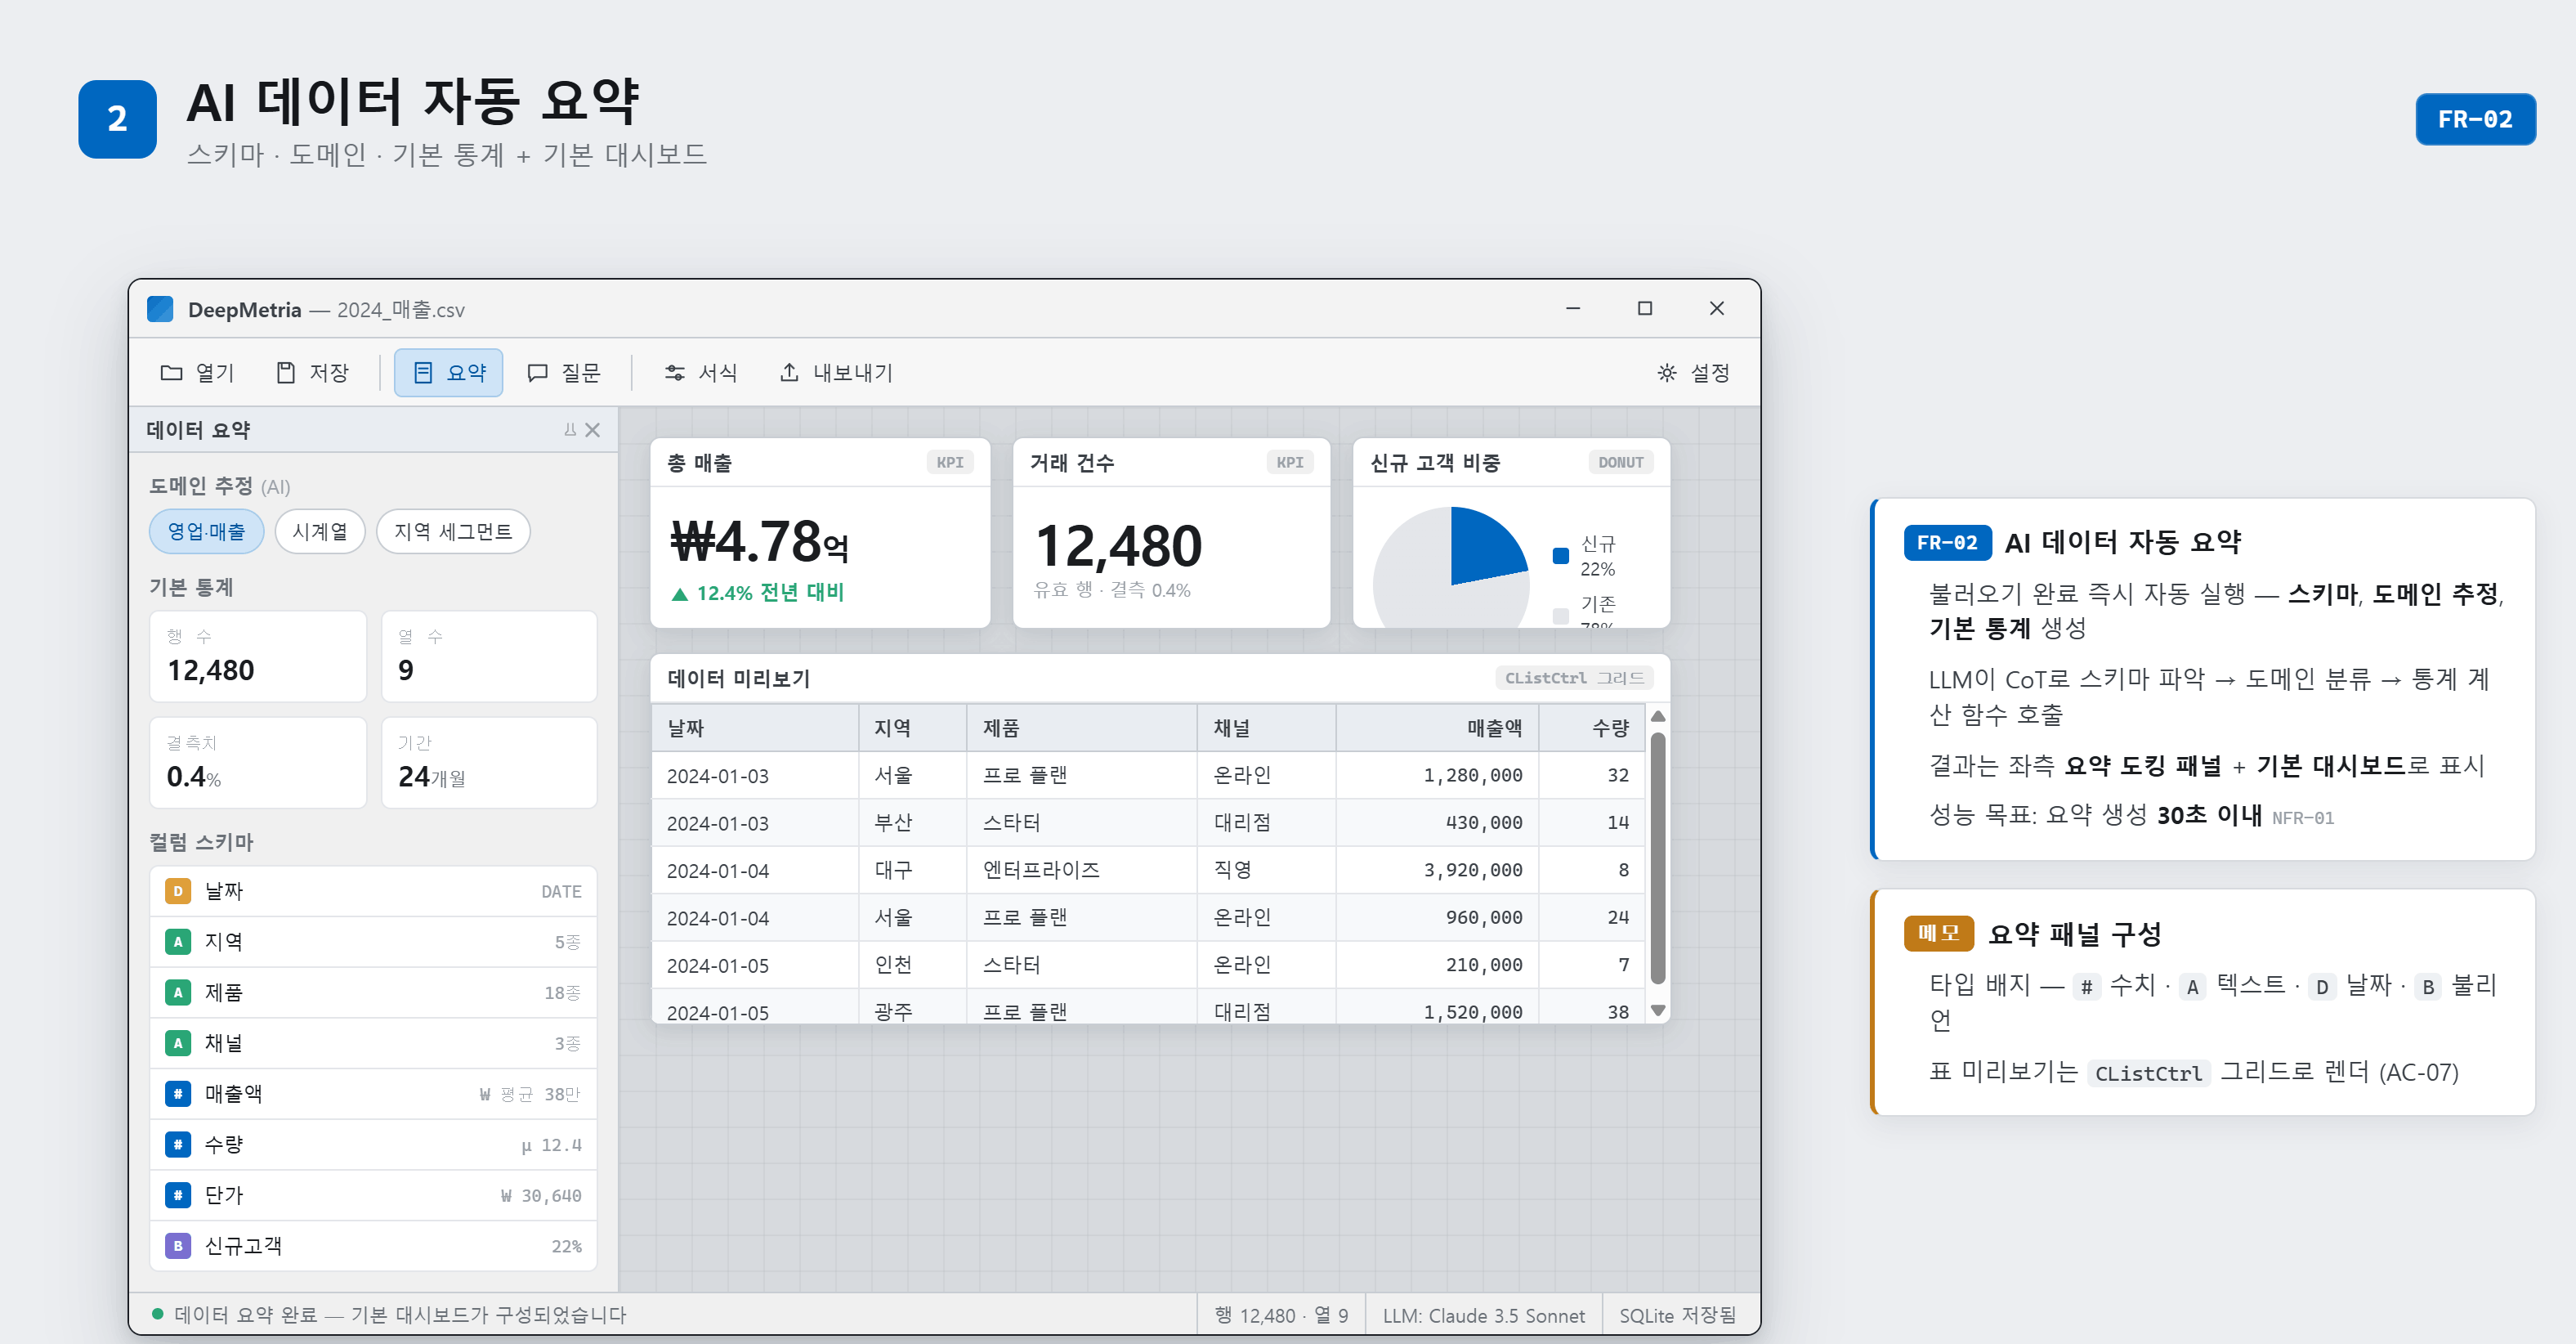 2
AI 데이터 자동 요약
스키마 · 도메인 · 기본 통계 + 기본 대시보드
FR-02
DeepMetria — 2024_매출.csv
열기 저장 요약 질문 서식 내보내기 설정
데이터 요약
도메인 추정 (AI)
영업·매출 시계열 지역 세그먼트
기본 통계
행 수
12,480
열 수
9
결측치
0.4%
기간
24개월
컬럼 스키마
D 날짜 DATE
A 지역 5종
A 제품 18종
A 채널 3종
# 매출액 ₩ 평균 38만
# 수량 μ 12.4
# 단가 ₩ 30,640
B 신규고객 22%
총 매출 KPI
₩4.78억
▲ 12.4% 전년 대비
거래 건수 KPI
12,480
유효 행 · 결측 0.4%
신규 고객 비중 DONUT
신규
22%
기존
78%
데이터 미리보기 CListCtrl 그리드
날짜 지역 제품 채널 매출액 수량
2024-01-03 서울 프로 플랜 온라인 1,280,000 32
2024-01-03 부산 스타터 대리점 430,000 14
2024-01-04 대구 엔터프라이즈 직영 3,920,000 8
2024-01-04 서울 프로 플랜 온라인 960,000 24
2024-01-05 인천 스타터 온라인 210,000 7
2024-01-05 광주 프로 플랜 대리점 1,520,000 38
데이터 요약 완료 — 기본 대시보드가 구성되었습니다
행 12,480 · 열 9
LLM: Claude 3.5 Sonnet
SQLite 저장됨
FR-02 AI 데이터 자동 요약
불러오기 완료 즉시 자동 실행 — 스키마, 도메인 추정,
기본 통계 생성
LLM이 CoT로 스키마 파악 → 도메인 분류 → 통계 계
산 함수 호출
결과는 좌측 요약 도킹 패널 + 기본 대시보드로 표시
성능 목표: 요약 생성 30초 이내 NFR-01
메모 요약 패널 구성
타입 배지 — # 수치 · A 텍스트 · D 날짜 · B 불리
언
표 미리보기는 CListCtrl 그리드로 렌더 (AC-07)